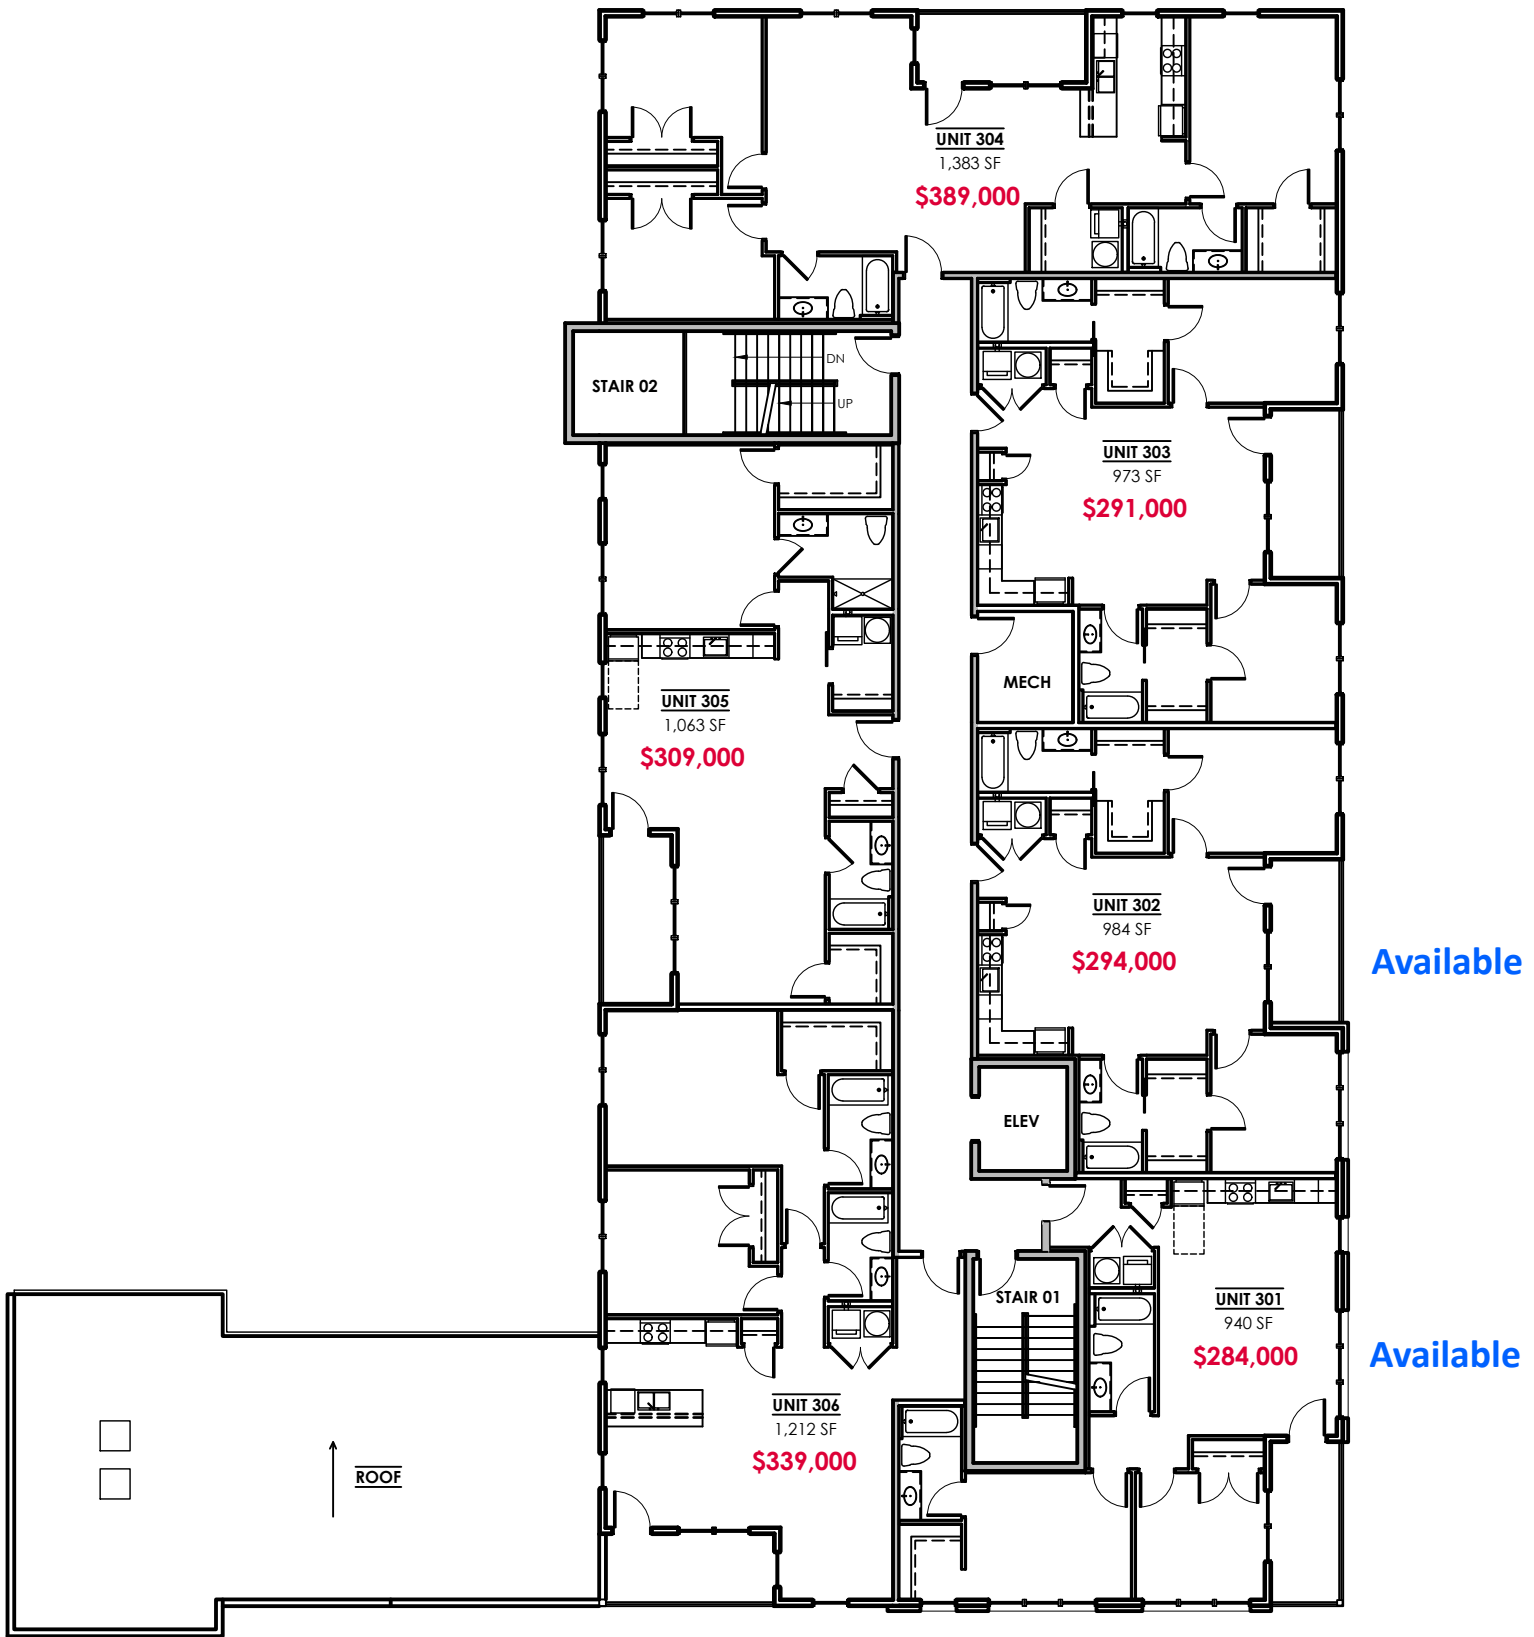 UNIT 304
1,383 SF
$389,000
DN
STAIR 02
UP
UNIT 303
973 SF
$291,000
MECH
UNIT 305
1,063 SF
$309,000
UNIT 302
984 SF
$294,000
Available
ELEV
STAIR 01
UNIT 301
940 SF
$284,000
Available
UNIT 306
1,212 SF
$339,000
ROOF